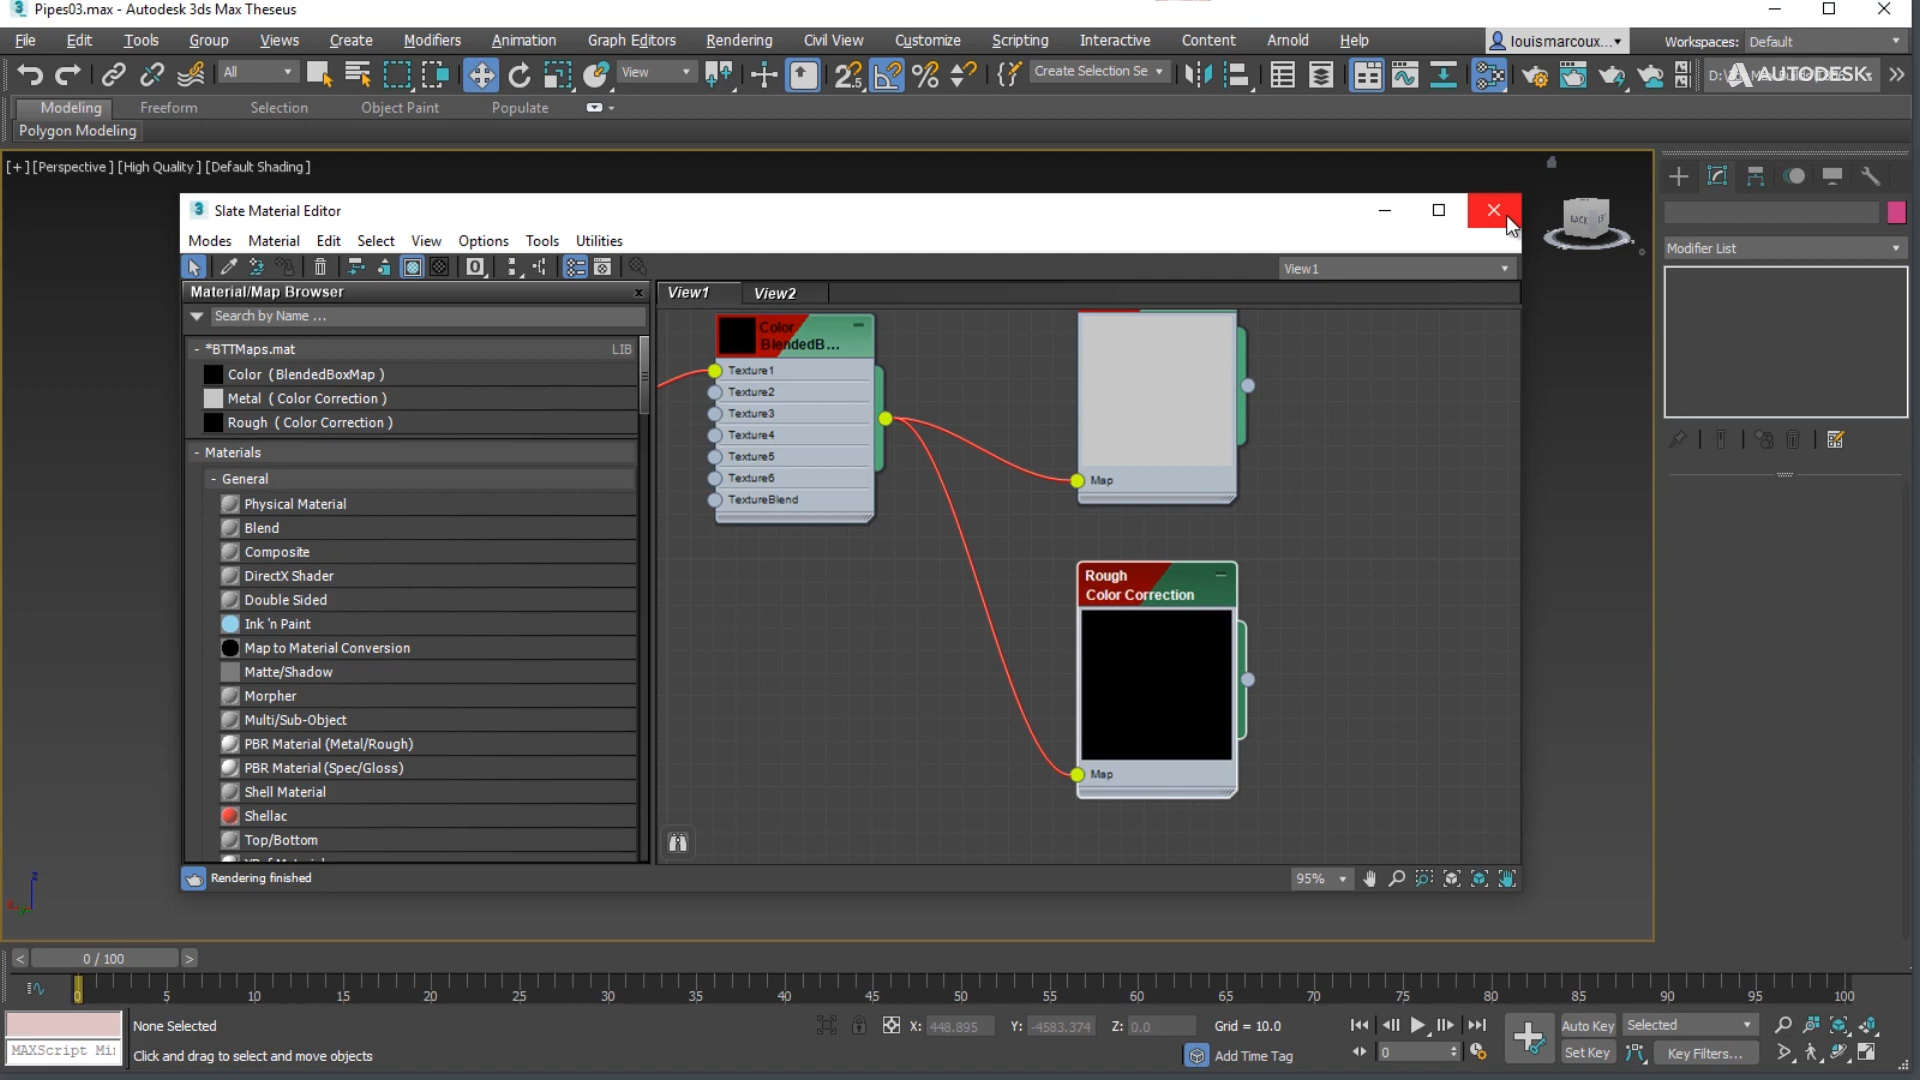 Pipes03.max - Autodesk 3ds Max Theseus
File Edit Tools Group Views Create Modifiers Animation Graph Editors Rendering Civil View Customize Scripting Interactive Content Arnold Help louismarcoux... Workspaces: Default
All View Create Selection Se AUTODESK
Modeling Freeform Selection Object Paint Populate
Polygon Modeling
[+] [Perspective] [High Quality] [Default Shading]
Slate Material Editor
Modes Material Edit Select View Options Tools Utilities
View1
Material/Map Browser
View1 View2
Search by Name ...
- *BTTMaps.mat LIB
Color (BlendedBoxMap)
Metal (Color Correction)
Rough (Color Correction)
- Materials
- General
Physical Material
Blend
Composite
DirectX Shader
Double Sided
Ink 'n Paint
Map to Material Conversion
Matte/Shadow
Morpher
Multi/Sub-Object
PBR Material (Metal/Rough)
PBR Material (Spec/Gloss)
Shell Material
Shellac
Top/Bottom
Color
BlendedB...
Texture1
Texture2
Texture3
Texture4
Texture5
Texture6
TextureBlend
Map
Rough
Color Correction
Map
Rendering finished
95%
BACK
Modifier List
z
0 / 100
0 5 10 15 20 25 30 35 40 45 50 55 60 65 70 75 80 85 90 95 100
None Selected
X: 448.895 Y: -4583.374 Z: 0.0 Grid = 10.0
Auto Key Selected
MAXScript Mi
Click and drag to select and move objects
Add Time Tag
0
Set Key Key Filters...